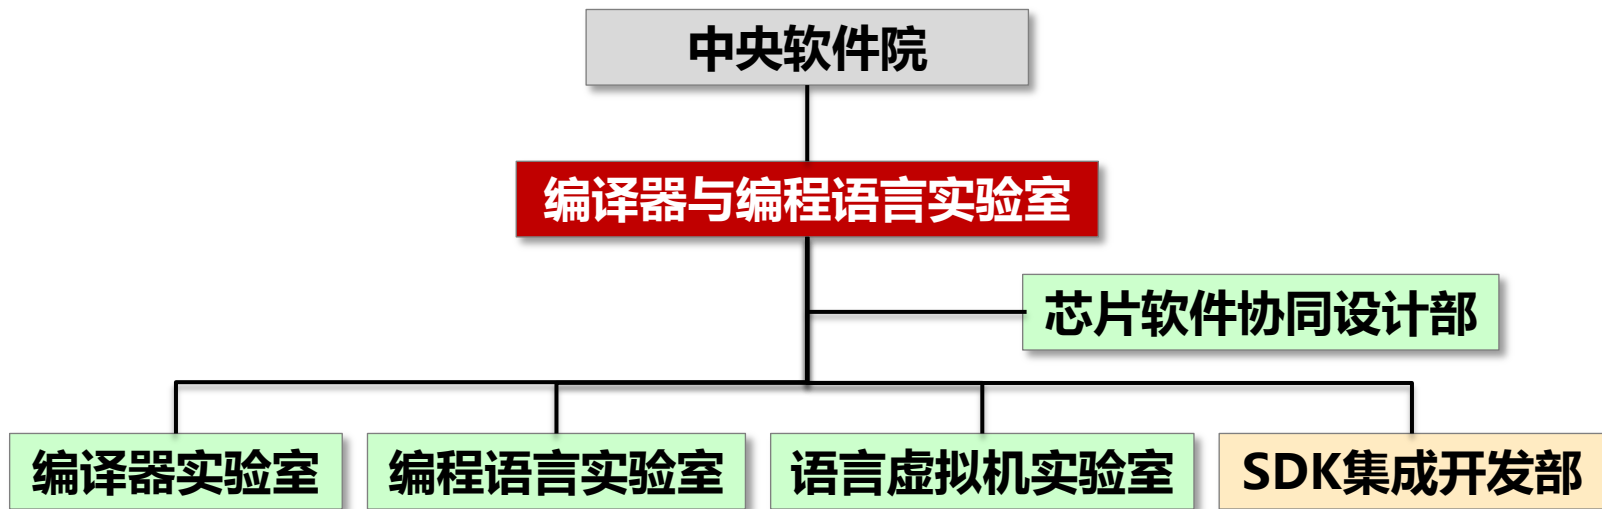 中央软件院
编译器与编程语言实验室
芯片软件协同设计部
编译器实验室
编程语言实验室
语言虚拟机实验室
SDK集成开发部